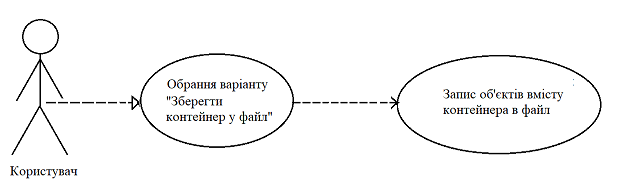 Обрання варіанту
"Зберегти
контейнер у файл"
Запис об'єктів вмісту
контейнера в файл
Користувач